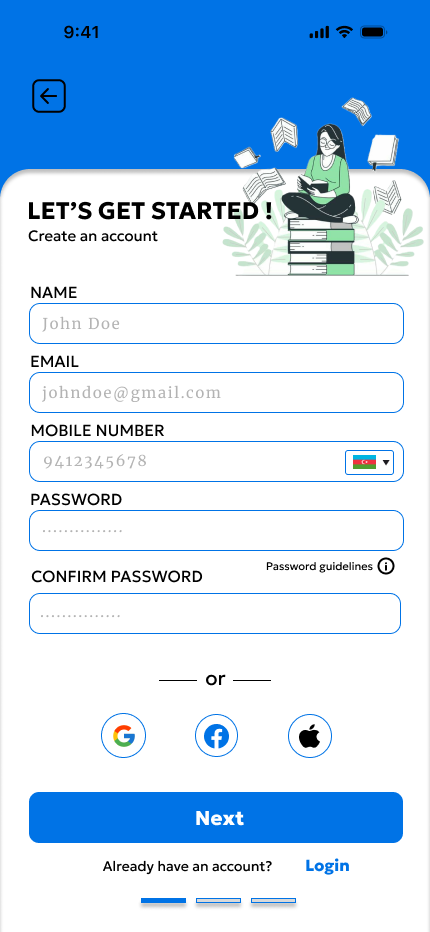 9:41
LET'S GET STARTED !
Create an account
NAME
John Doe
EMAIL
johndoe@gmail.com
MOBILE NUMBER
9412345678
PASSWORD
..............
Password guidelines
CONFIRM PASSWORD
..............
or
Next
Already have an account? Login